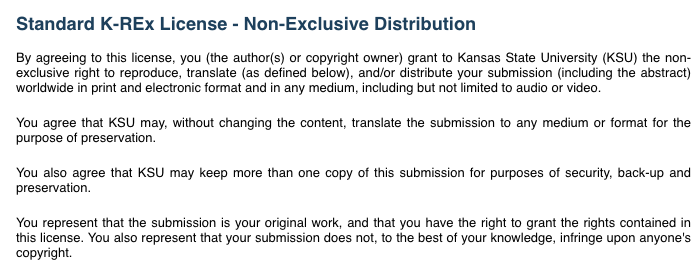 Standard K-REx License - Non-Exclusive Distribution
By agreeing to this license, you (the author(s) or copyright owner) grant to Kansas State University (KSU) the non-
exclusive right to reproduce, translate (as defined below), and/or distribute your submission (including the abstract)
worldwide in print and electronic format and in any medium, including but not limited to audio or video.
You agree that KSU may, without changing the content, translate the submission to any medium or format for the
purpose of preservation.
You also agree that KSU may keep more than one copy of this submission for purposes of security, back-up and
preservation.
You represent that the submission is your original work, and that you have the right to grant the rights contained in
this license. You also represent that your submission does not, to the best of your knowledge, infringe upon anyone's
copyright.